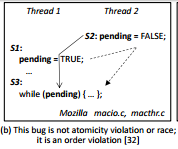 Thread 1 Thread 2
S1: S2: pending = FALSE;
pending = TRUE;
...
S3:
while (pending) { ... };
Mozilla macio.c, macthr.c
(b) This bug is not atomicity violation or race;
it is an order violation [32]